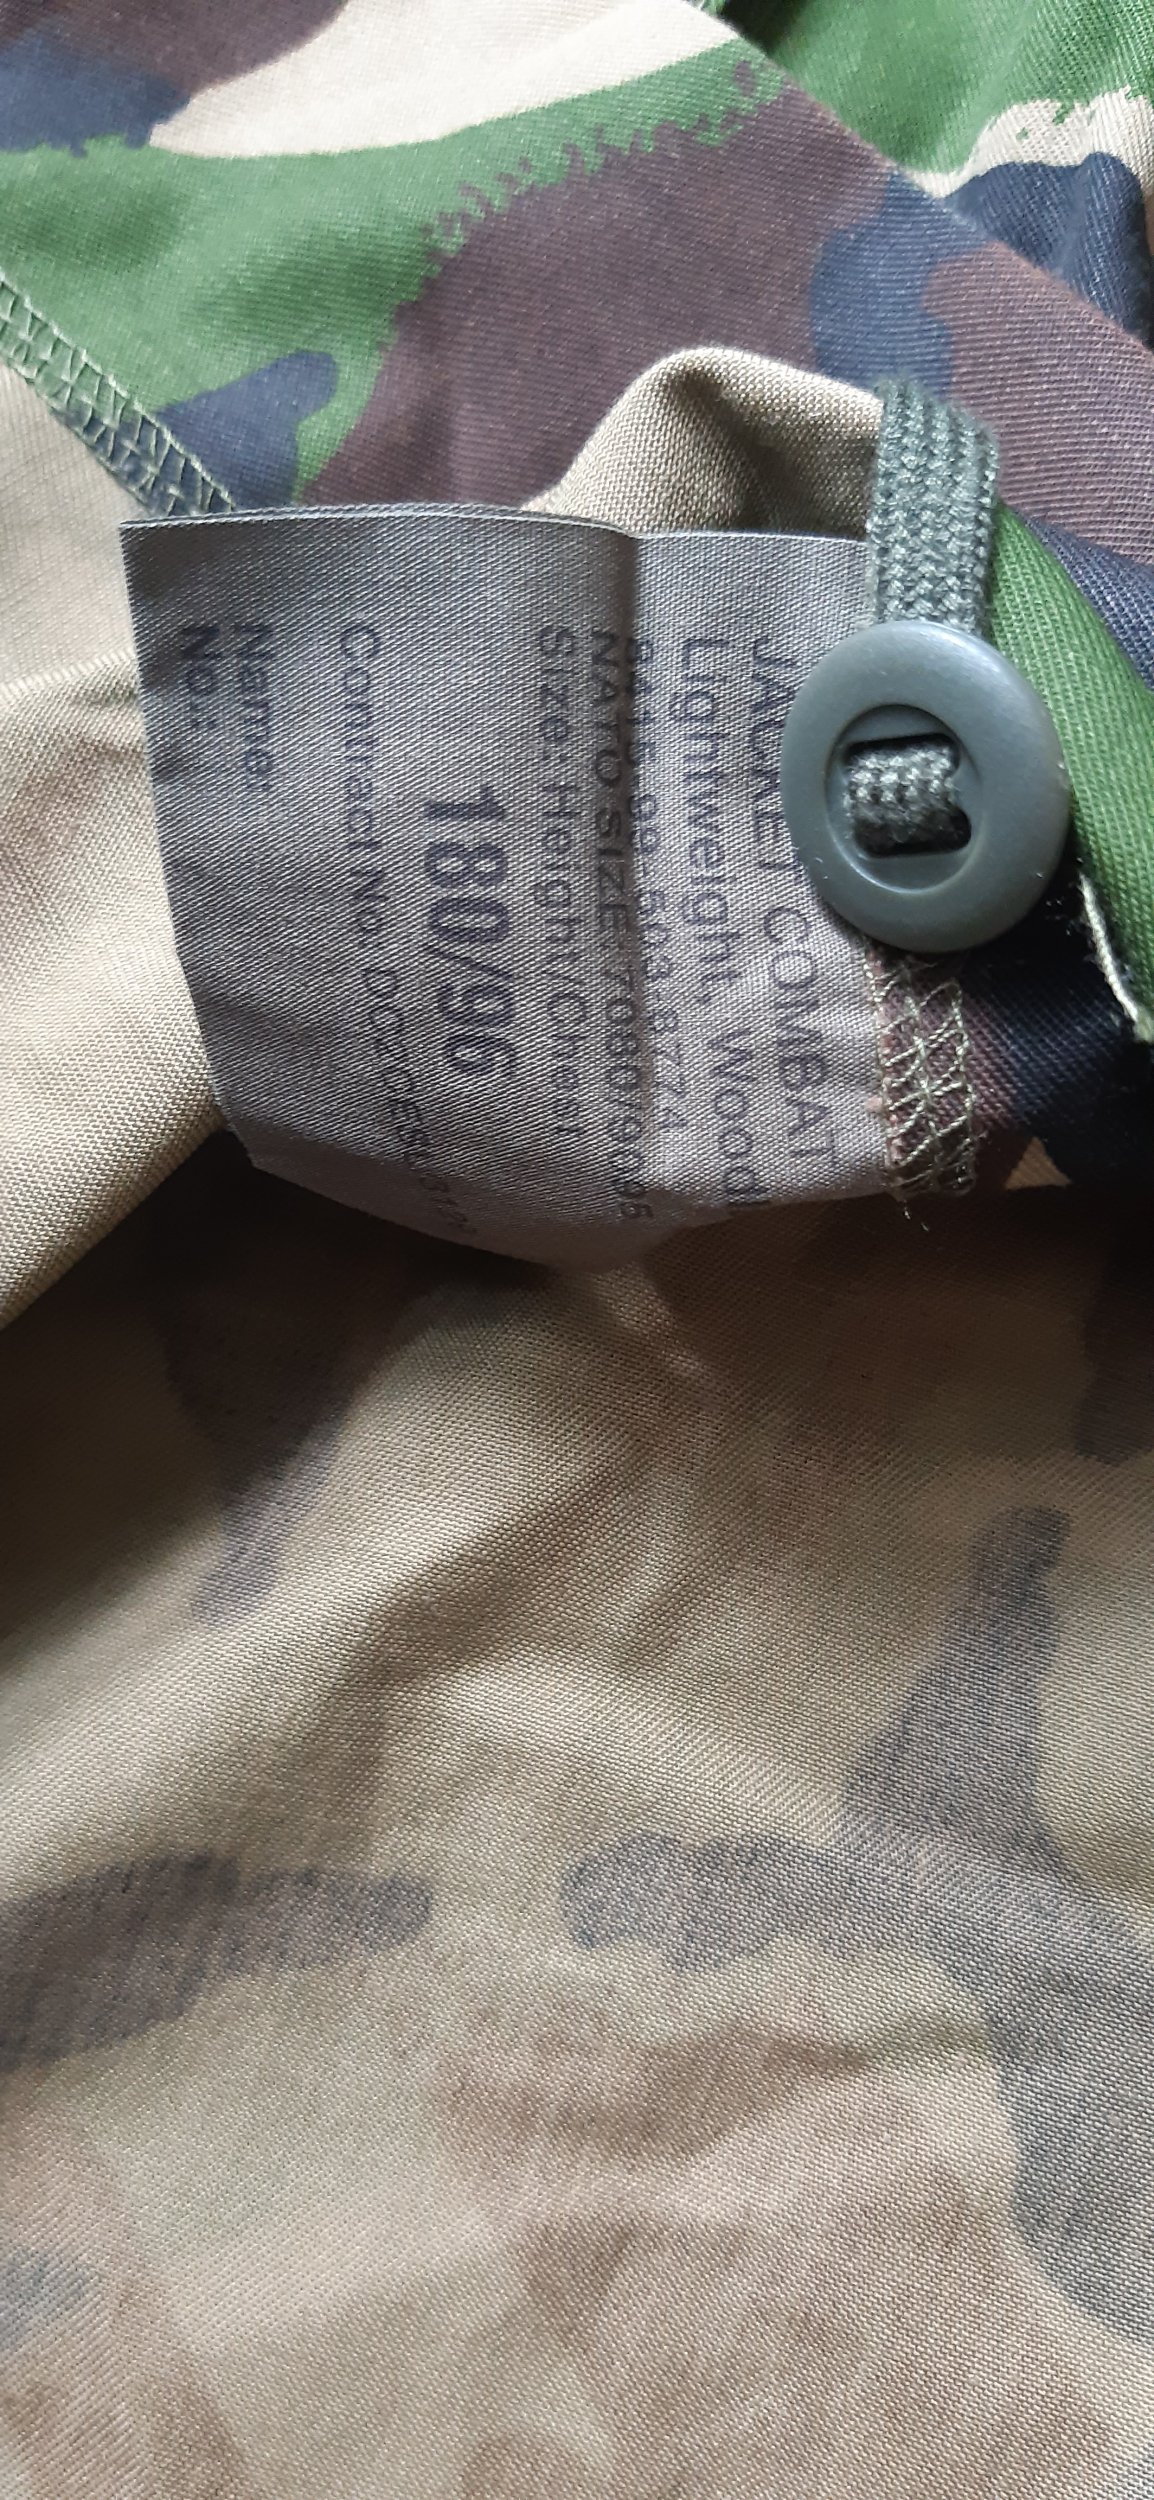 JACKET COMBAT
Lightweight, Wood
NATO SIZE
Size: Height/Chest
180/96
Contract No.
Name
No.